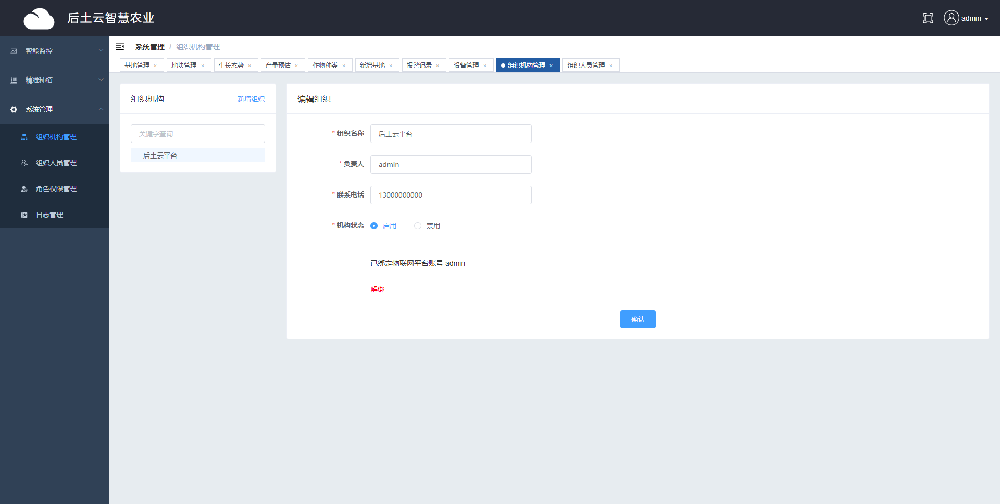 后土云智慧农业
admin
智能监控
精准种植
系统管理
组织机构管理
组织人员管理
角色权限管理
日志管理
系统管理 / 组织机构管理
基地管理 × 地块管理 × 生长态势 × 产量预估 × 作物种类 × 新增基地 × 报警记录 × 设备管理 × 组织机构管理 × 组织人员管理 ×
组织机构 新增组织
关键字查询
后土云平台
编辑组织
* 组织名称 后土云平台
* 负责人 admin
* 联系电话 13000000000
* 机构状态 启用 禁用
已绑定物联网平台账号 admin
解绑
确认